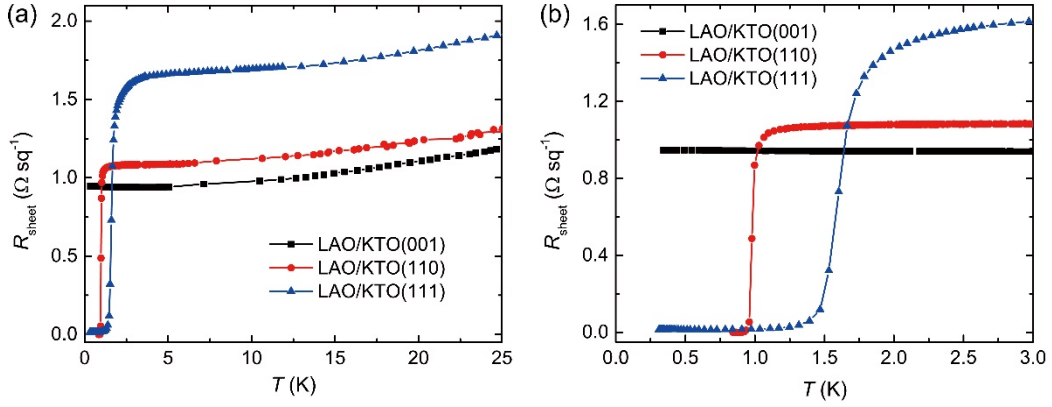 (a)
2.0
1.5
1.0
0.5
0.0
R_sheet (Ω sq⁻¹)
LAO/KTO(001)
LAO/KTO(110)
LAO/KTO(111)
0 5 10 15 20 25
T (K)
(b)
1.6
1.2
0.8
0.4
0.0
R_sheet (Ω sq⁻¹)
LAO/KTO(001)
LAO/KTO(110)
LAO/KTO(111)
0.0 0.5 1.0 1.5 2.0 2.5 3.0
T (K)